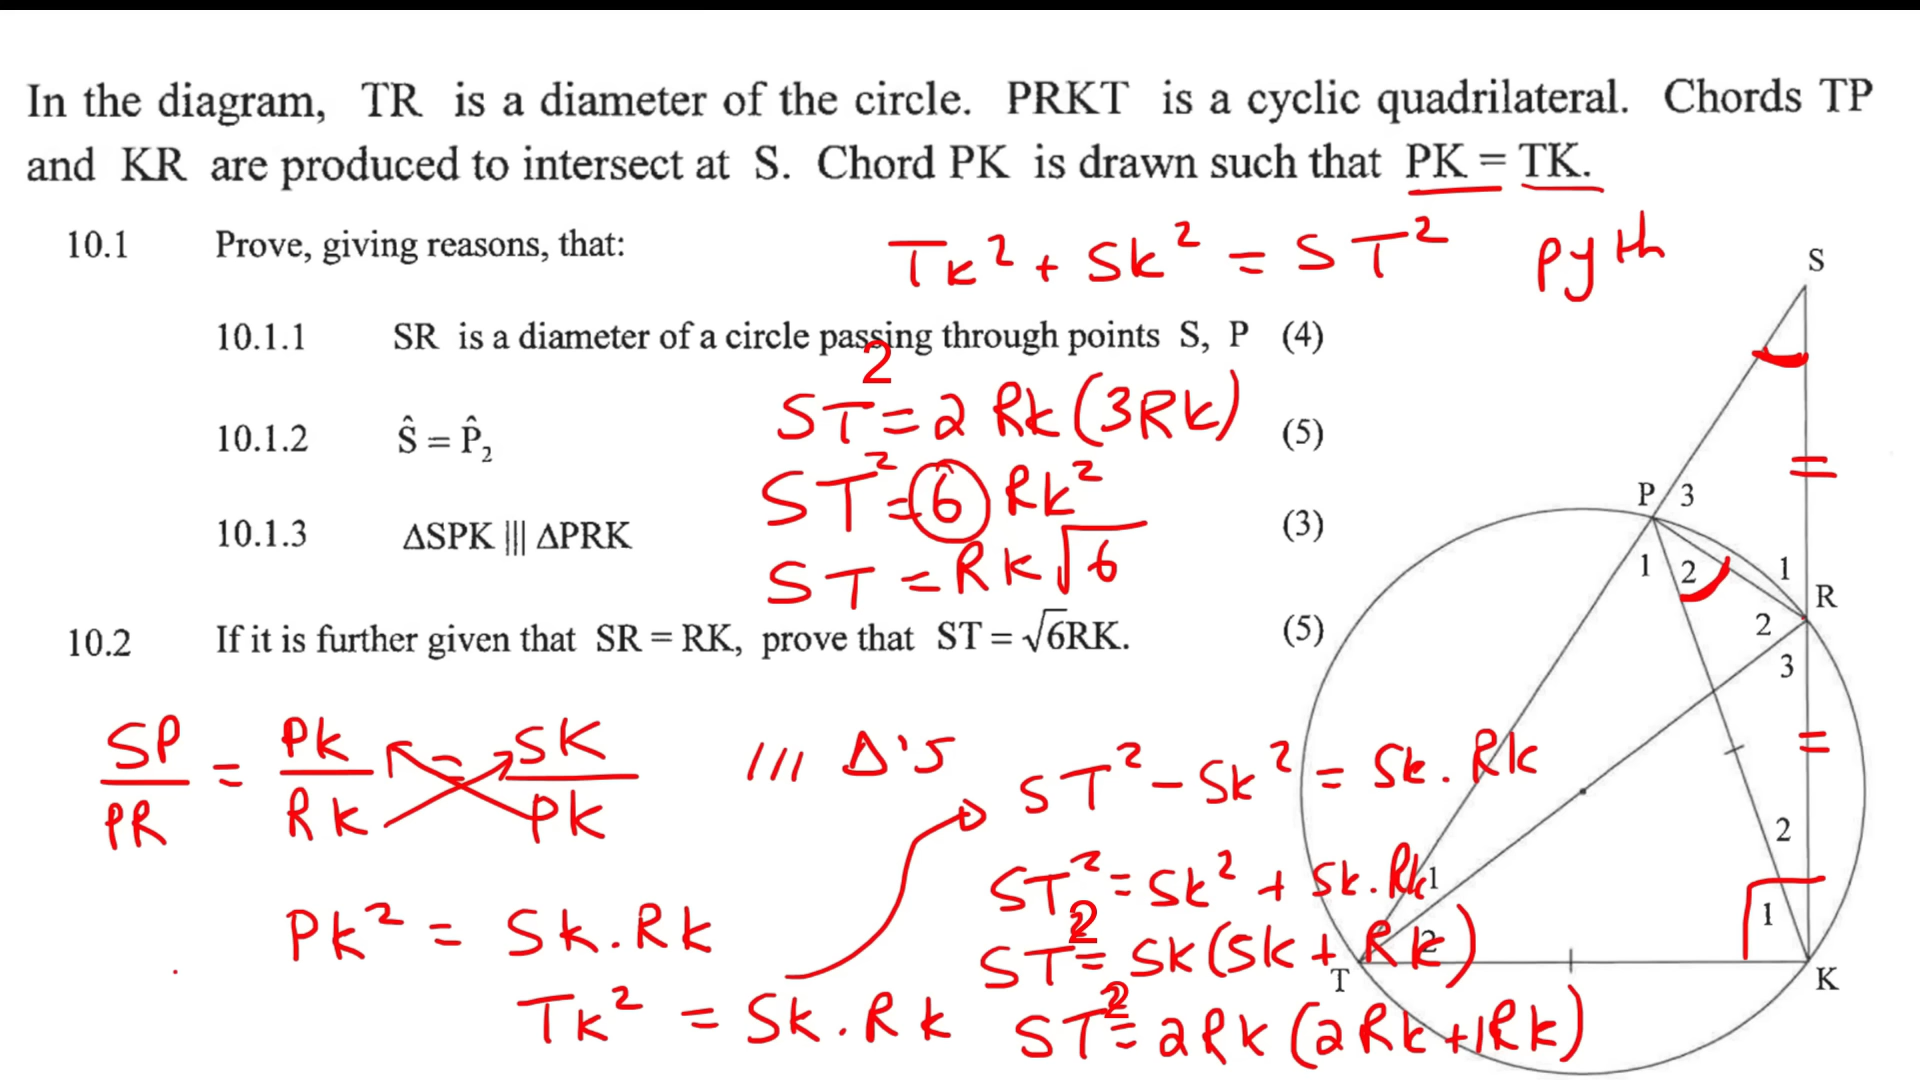 In the diagram, TR is a diameter of the circle. PRKT is a cyclic quadrilateral. Chords TP
and KR are produced to intersect at S. Chord PK is drawn such that PK = TK.
10.1 Prove, giving reasons, that:
Tk² + Sk² = ST² pyth
S
10.1.1 SR is a diameter of a circle passing through points S, P (4)
ST² = 2Rk(3Rk)
10.1.2 Ŝ = P̂₂ (5)
ST² = 6 Rk²
P 3
10.1.3 ΔSPK ||| ΔPRK (3)
ST = Rk√6
1 2 1
R
10.2 If it is further given that SR = RK, prove that ST = √6RK. (5)
2
3
SP/PR = Pk/Rk = SK/Pk /// Δ's
ST² - Sk² = Sk . Rk
2
ST² = Sk² + Sk.Rk
1
Pk² = Sk.Rk
1
ST² = SK(Sk + Rk)
2
T K
Tk² = Sk.Rk
ST² = 2Rk(2Rk+1Rk)